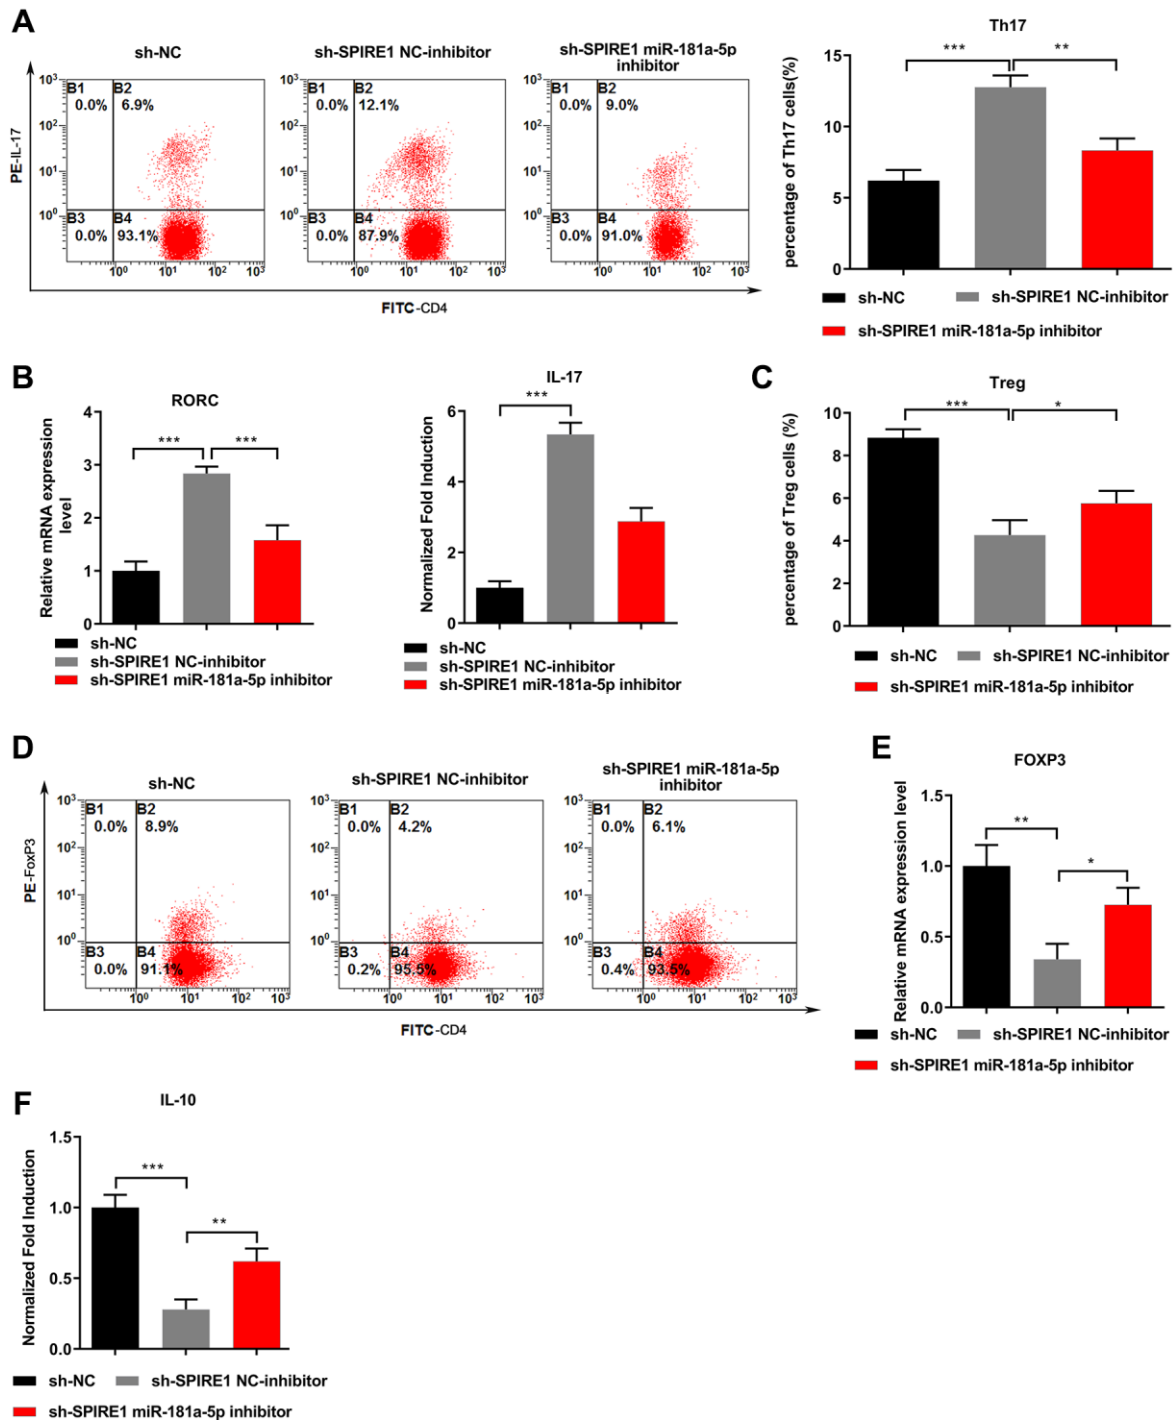 A
sh-NC
sh-SPIRE1 NC-inhibitor
sh-SPIRE1 miR-181a-5p
inhibitor
PE-IL-17
10³
10²
10¹
10⁰
B1
0.0%
B2
6.9%
B3
0.0%
B4
93.1%
10⁰ 10¹ 10² 10³
10³
10²
10¹
10⁰
B1
0.0%
B2
12.1%
B3
0.0%
B4
87.9%
10⁰ 10¹ 10² 10³
10³
10²
10¹
10⁰
B1
0.0%
B2
9.0%
B3
0.0%
B4
91.0%
10⁰ 10¹ 10² 10³
FITC-CD4
Th17
percentage of Th17 cells(%)
15
10
5
0
***
**
sh-NC
sh-SPIRE1 NC-inhibitor
sh-SPIRE1 miR-181a-5p inhibitor
B
RORC
Relative mRNA expression
level
4
3
2
1
0
***
***
sh-NC
sh-SPIRE1 NC-inhibitor
sh-SPIRE1 miR-181a-5p inhibitor
IL-17
Normalized Fold Induction
6
4
2
0
***
sh-NC
sh-SPIRE1 NC-inhibitor
sh-SPIRE1 miR-181a-5p inhibitor
C
Treg
percentage of Treg cells (%)
10
8
6
4
2
0
***
*
sh-NC
sh-SPIRE1 NC-inhibitor
sh-SPIRE1 miR-181a-5p inhibitor
D
sh-NC
sh-SPIRE1 NC-inhibitor
sh-SPIRE1 miR-181a-5p
inhibitor
PE-FoxP3
10³
10²
10¹
10⁰
B1
0.0%
B2
8.9%
B3
0.0%
B4
91.1%
10⁰ 10¹ 10² 10³
10³
10²
10¹
10⁰
B1
0.0%
B2
4.2%
B3
0.2%
B4
95.5%
10⁰ 10¹ 10² 10³
10³
10²
10¹
10⁰
B1
0.0%
B2
6.1%
B3
0.4%
B4
93.5%
10⁰ 10¹ 10² 10³
FITC-CD4
E
FOXP3
Relative mRNA expression level
1.5
1.0
0.5
0.0
**
*
sh-NC
sh-SPIRE1 NC-inhibitor
sh-SPIRE1 miR-181a-5p inhibitor
F
IL-10
Normalized Fold Induction
1.5
1.0
0.5
0.0
***
**
sh-NC
sh-SPIRE1 NC-inhibitor
sh-SPIRE1 miR-181a-5p inhibitor